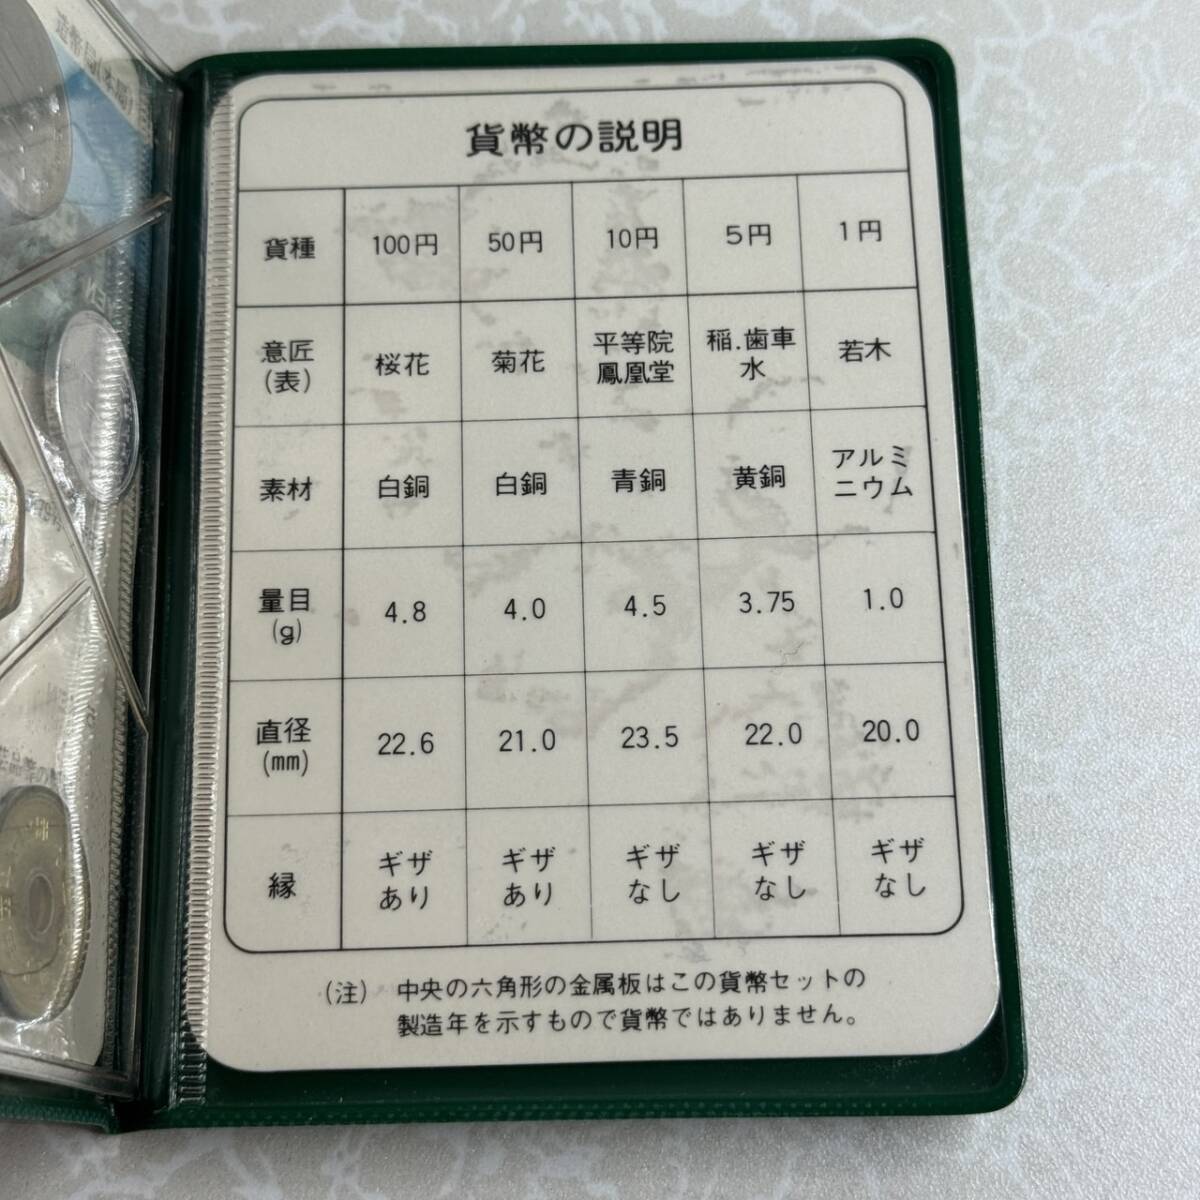 貨幣の説明
貨種 100円 50円 10円 5円 1円
意匠(表) 桜花 菊花 平等院鳳凰堂 稲.歯車水 若木
素材 白銅 白銅 青銅 黄銅 アルミニウム
量目(g) 4.8 4.0 4.5 3.75 1.0
直径(mm) 22.6 21.0 23.5 22.0 20.0
縁 ギザあり ギザあり ギザなし ギザなし ギザなし
(注) 中央の六角形の金属板はこの貨幣セットの
製造年を示すもので貨幣ではありません。